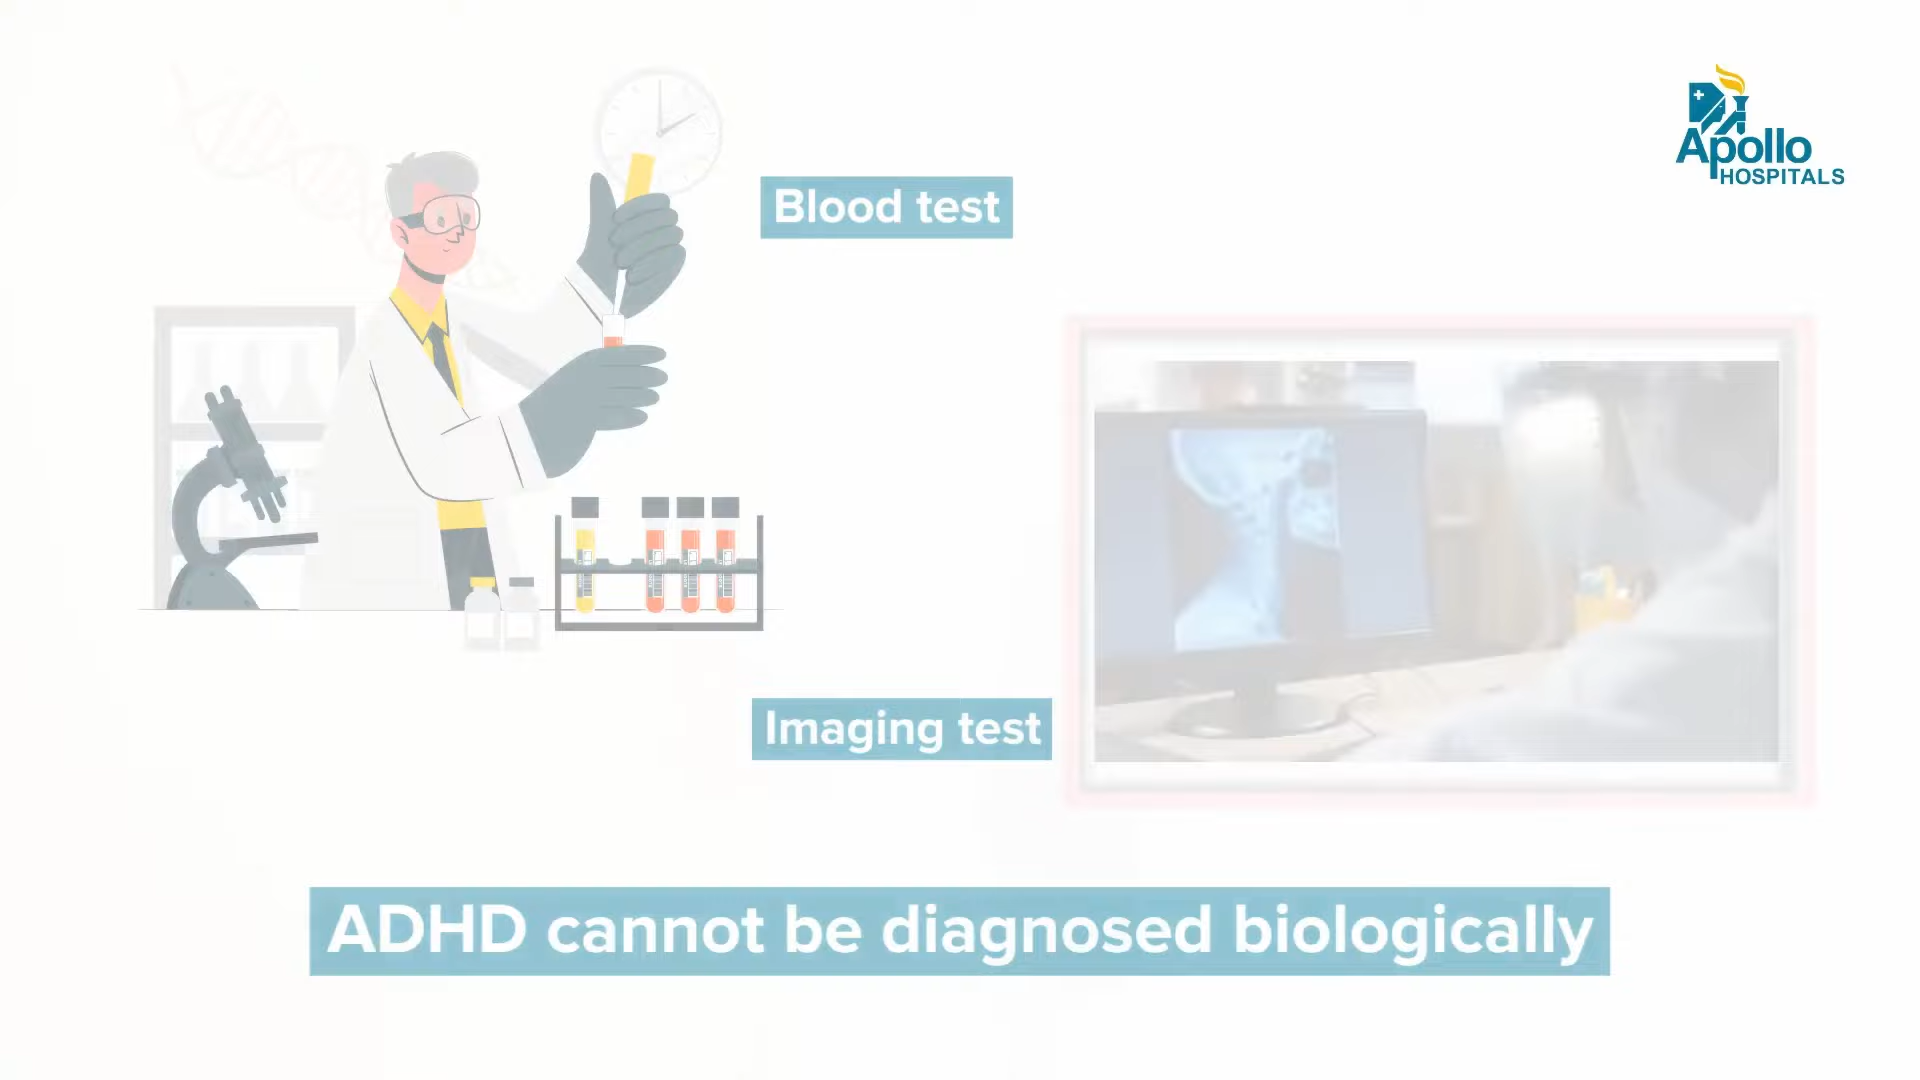 Apollo
HOSPITALS
Blood test
Imaging test
ADHD cannot be diagnosed biologically